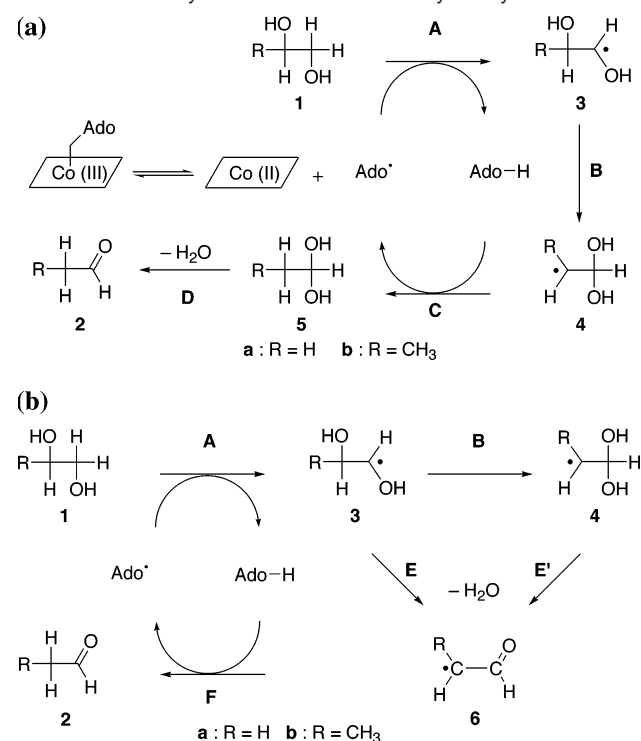 (a)
HO H
A
HO H
R H
R •
H OH
H OH
1
3
Ado
Co (III)
Co (II)
+
Ado•
Ado–H
B
H O
– H₂O
H OH
R OH
R
R H
• H
H H
D
H OH
C
H OH
2
5
4
a : R = H b : R = CH₃
(b)
HO H
A
HO H
B
R OH
R H
R •
• H
H OH
H OH
H OH
1
3
4
Ado•
Ado–H
E
– H₂O
E'
H O
R O
R
•C–C
H H
F
H H
2
6
a : R = H b : R = CH₃